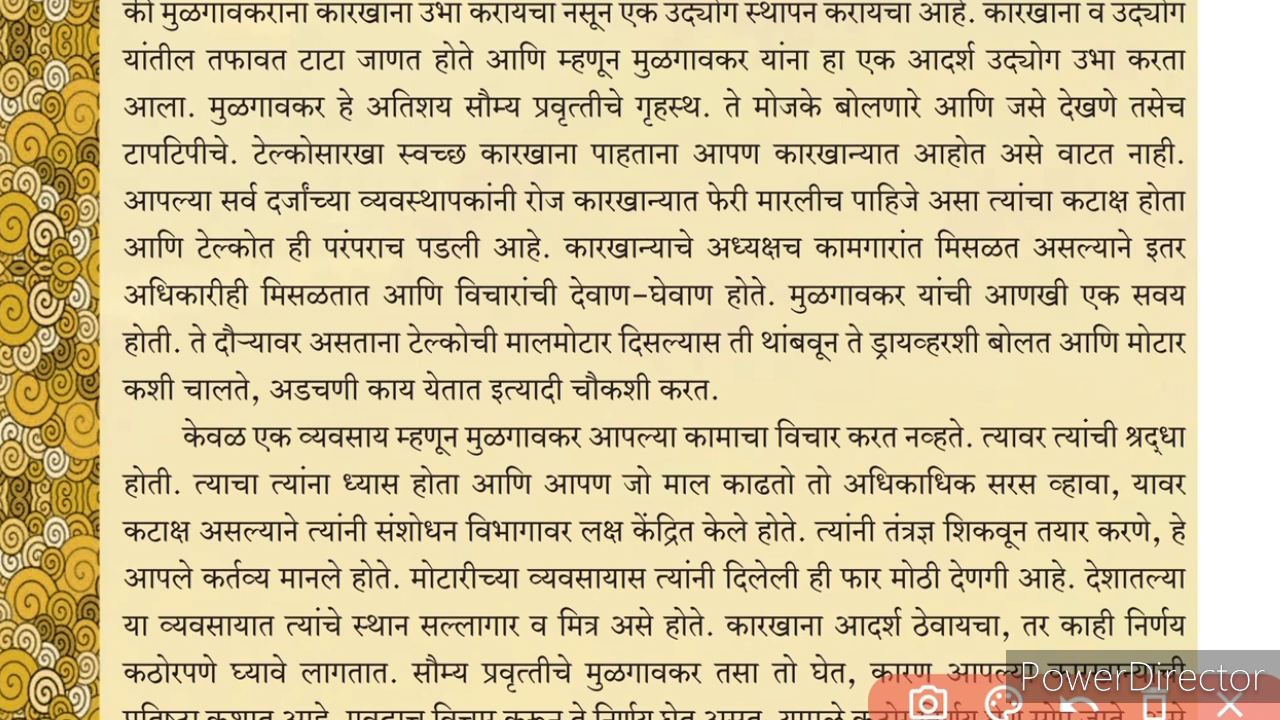 की मुळगावकरांना कारखाना उभा करायचा नसून एक उद्योग स्थापन करायचा आहे. कारखाना व उद्योग
यांतील तफावत टाटा जाणत होते आणि म्हणून मुळगावकर यांना हा एक आदर्श उद्योग उभा करता
आला. मुळगावकर हे अतिशय सौम्य प्रवृत्तीचे गृहस्थ. ते मोजके बोलणारे आणि जसे देखणे तसेच
टापटिपीचे. टेल्कोसारखा स्वच्छ कारखाना पाहताना आपण कारखान्यात आहोत असे वाटत नाही.
आपल्या सर्व दर्जांच्या व्यवस्थापकांनी रोज कारखान्यात फेरी मारलीच पाहिजे असा त्यांचा कटाक्ष होता
आणि टेल्कोत ही परंपराच पडली आहे. कारखान्याचे अध्यक्षच कामगारांत मिसळत असल्याने इतर
अधिकारीही मिसळतात आणि विचारांची देवाण-घेवाण होते. मुळगावकर यांची आणखी एक सवय
होती. ते दौऱ्यावर असताना टेल्कोची मालमोटार दिसल्यास ती थांबवून ते ड्रायव्हरशी बोलत आणि मोटार
कशी चालते, अडचणी काय येतात इत्यादी चौकशी करत.
केवळ एक व्यवसाय म्हणून मुळगावकर आपल्या कामाचा विचार करत नव्हते. त्यावर त्यांची श्रद्धा
होती. त्याचा त्यांना ध्यास होता आणि आपण जो माल काढतो तो अधिकाधिक सरस व्हावा, यावर
कटाक्ष असल्याने त्यांनी संशोधन विभागावर लक्ष केंद्रित केले होते. त्यांनी तंत्रज्ञ शिकवून तयार करणे, हे
आपले कर्तव्य मानले होते. मोटारीच्या व्यवसायास त्यांनी दिलेली ही फार मोठी देणगी आहे. देशातल्या
या व्यवसायात त्यांचे स्थान सल्लागार व मित्र असे होते. कारखाना आदर्श ठेवायचा, तर काही निर्णय
कठोरपणे घ्यावे लागतात. सौम्य प्रवृत्तीचे मुळगावकर तसा तो घेत, कारण आपल्या कारखान्याची
PowerDirector